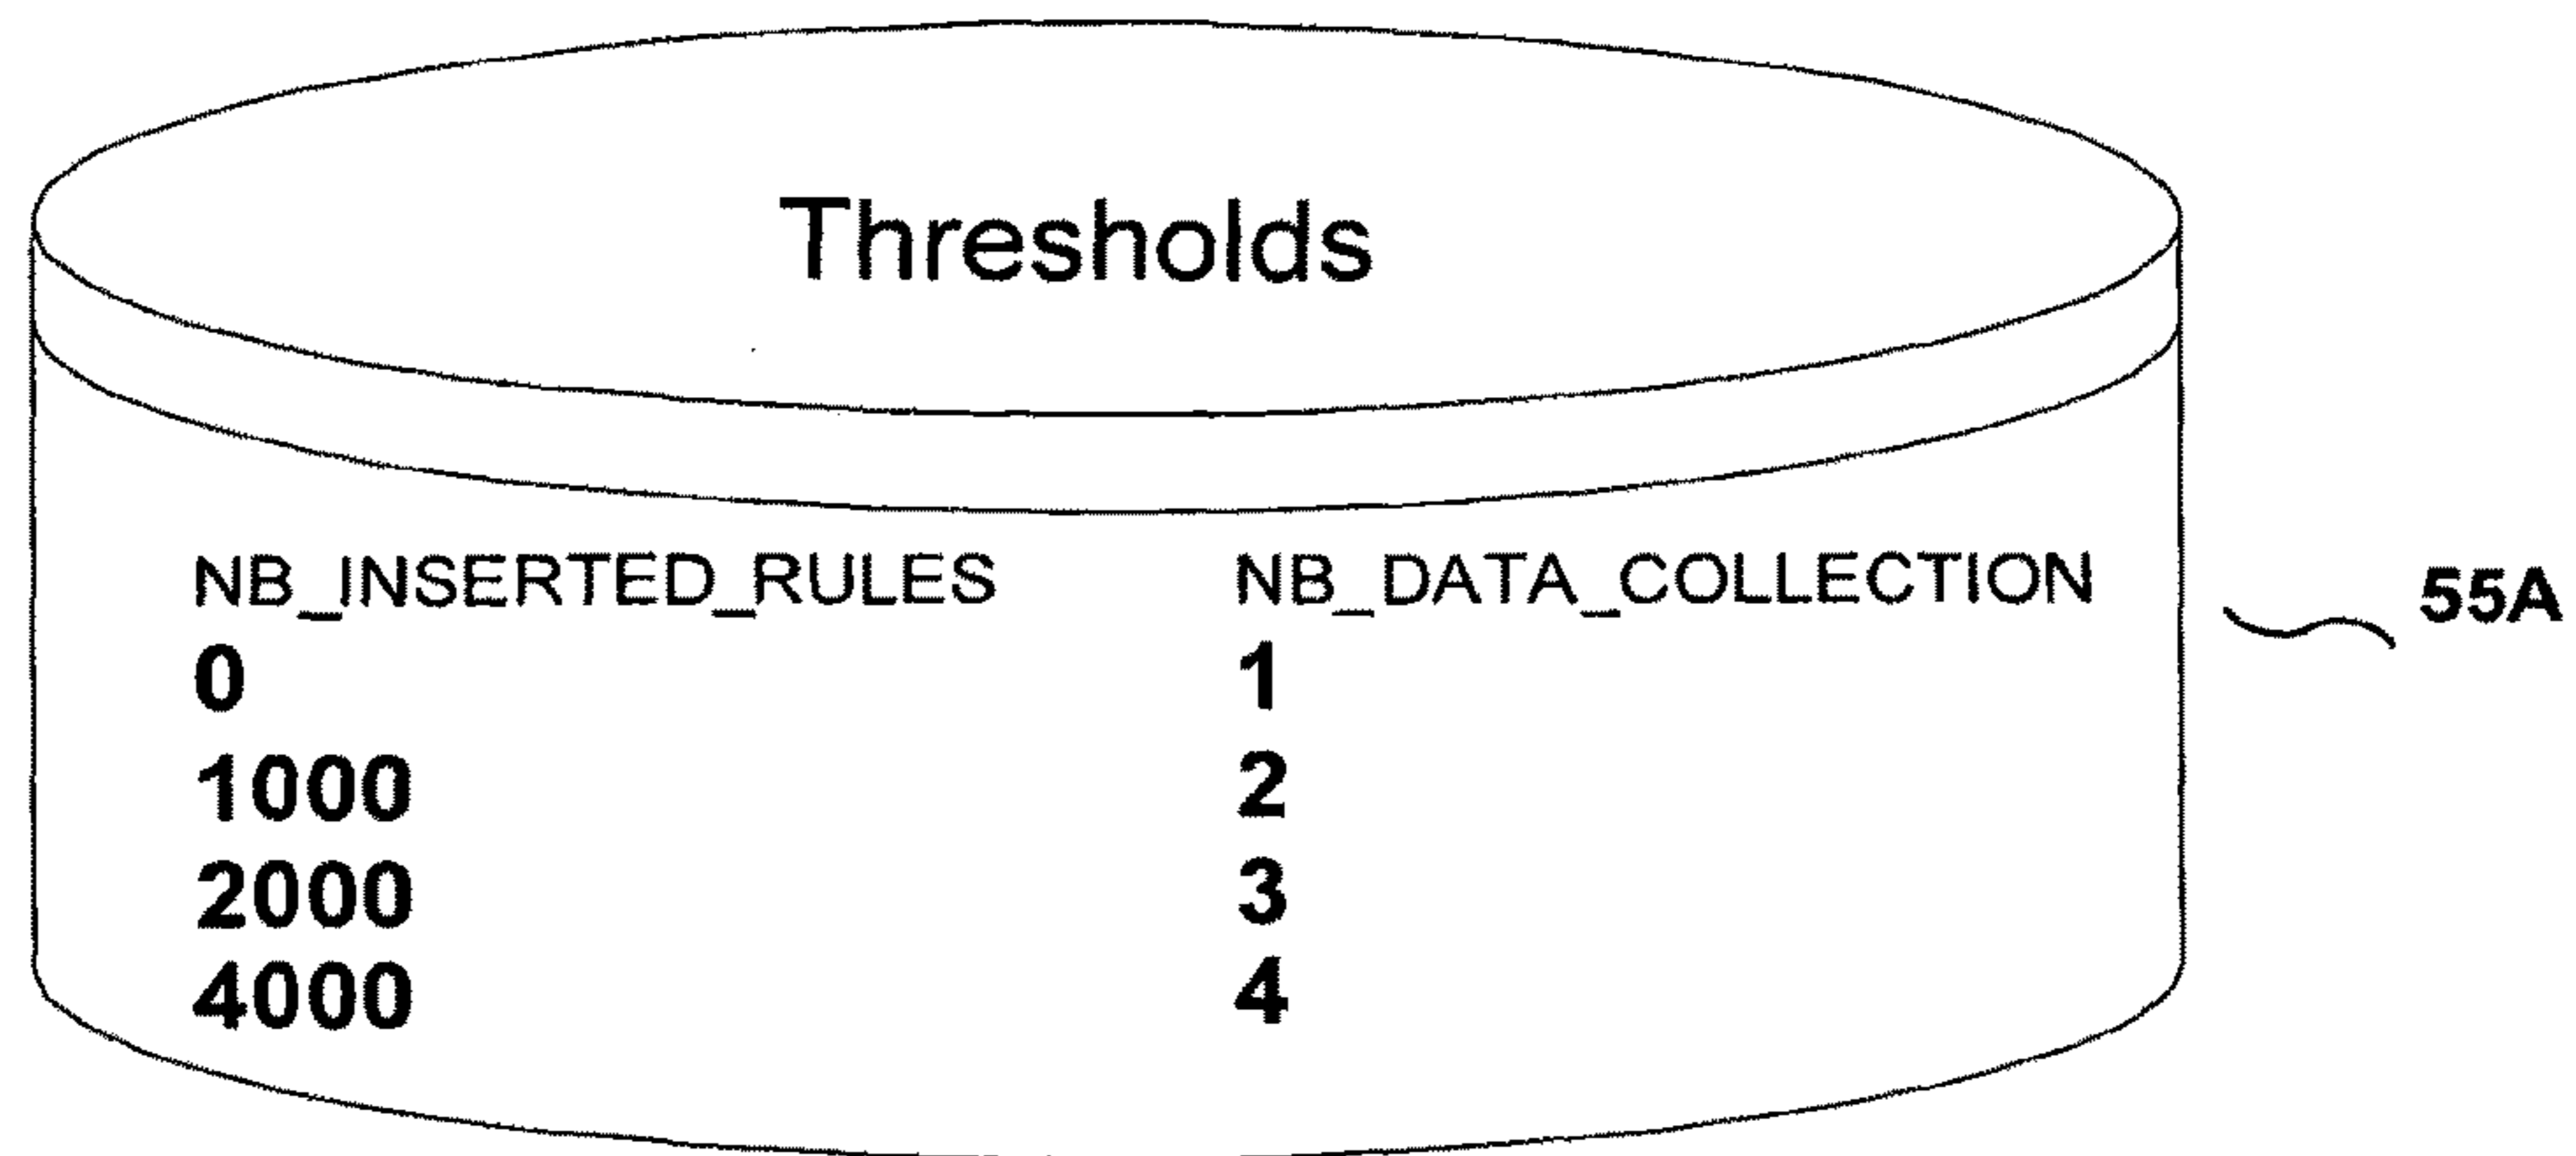 Thresholds
NB_INSERTED_RULES NB_DATA_COLLECTION 55A
0 1
1000 2
2000 3
4000 4